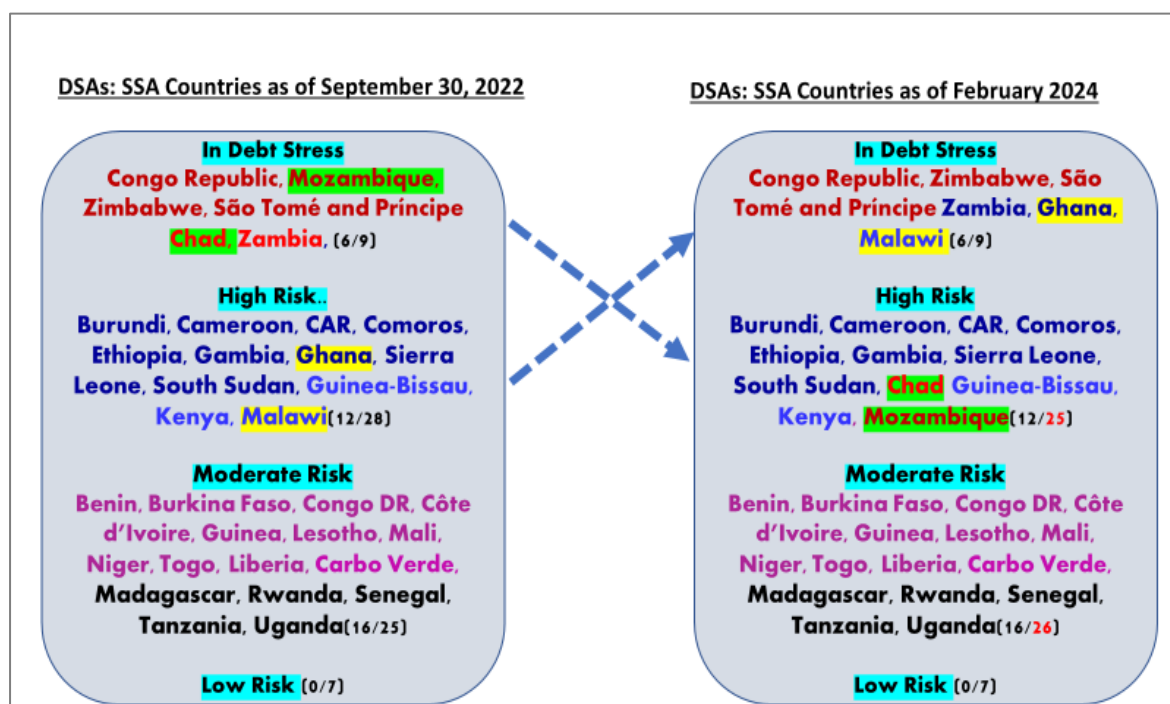 DSAs: SSA Countries as of September 30, 2022
In Debt Stress
Congo Republic, Mozambique,
Zimbabwe, São Tomé and Príncipe
Chad, Zambia, (6/9)
High Risk..
Burundi, Cameroon, CAR, Comoros,
Ethiopia, Gambia, Ghana, Sierra
Leone, South Sudan, Guinea-Bissau,
Kenya, Malawi(12/28)
Moderate Risk
Benin, Burkina Faso, Congo DR, Côte
d’Ivoire, Guinea, Lesotho, Mali,
Niger, Togo, Liberia, Carbo Verde,
Madagascar, Rwanda, Senegal,
Tanzania, Uganda(16/25)
Low Risk (0/7)
DSAs: SSA Countries as of February 2024
In Debt Stress
Congo Republic, Zimbabwe, São
Tomé and Príncipe Zambia, Ghana,
Malawi (6/9)
High Risk
Burundi, Cameroon, CAR, Comoros,
Ethiopia, Gambia, Sierra Leone,
South Sudan, Chad Guinea-Bissau,
Kenya, Mozambique(12/25)
Moderate Risk
Benin, Burkina Faso, Congo DR, Côte
d’Ivoire, Guinea, Lesotho, Mali,
Niger, Togo, Liberia, Carbo Verde,
Madagascar, Rwanda, Senegal,
Tanzania, Uganda(16/26)
Low Risk (0/7)